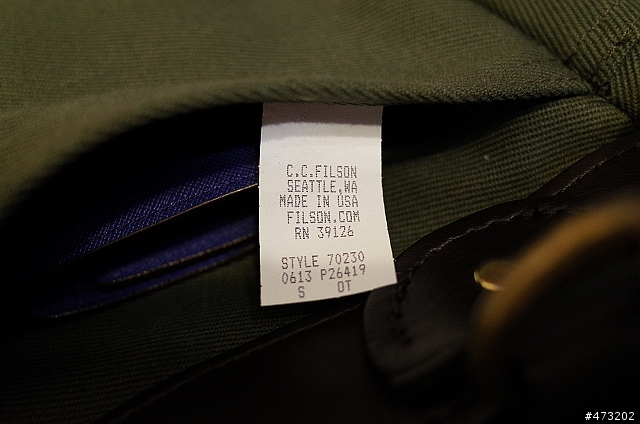 C.C.FILSON
SEATTLE,WA
MADE IN USA
FILSON.COM
RN 39126
STYLE 70230
0613 P26419
S OT
#473202